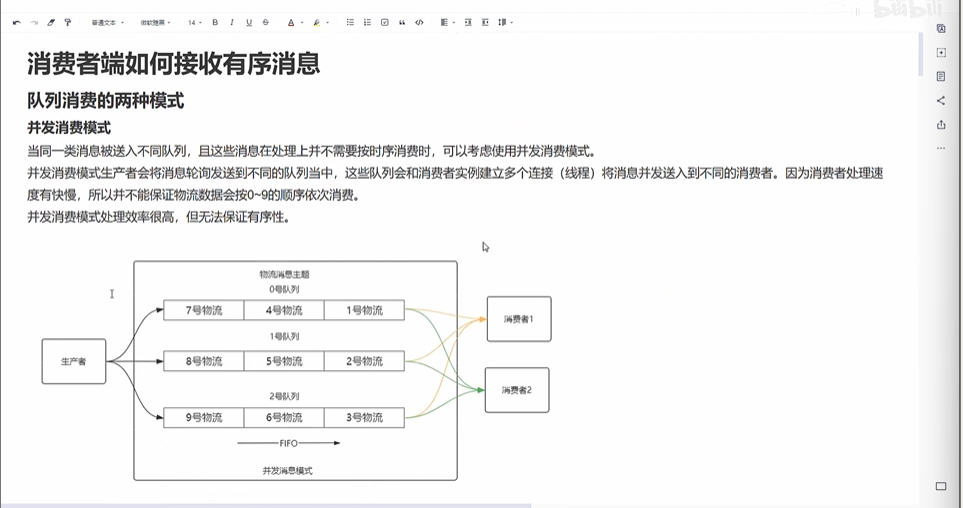 bilibili
普通文本 微软雅黑 14 B I U S A
消费者端如何接收有序消息
队列消费的两种模式
并发消费模式
当同一类消息被送入不同队列，且这些消息在处理上并不需要按时序消费时，可以考虑使用并发消费模式。
并发消费模式生产者会将消息轮询发送到不同的队列当中，这些队列会和消费者实例建立多个连接（线程）将消息并发送入到不同的消费者。因为消费者处理速
度有快慢，所以并不能保证物流数据会按0~9的顺序依次消费。
并发消费模式处理效率很高，但无法保证有序性。
物流消息主题
0号队列
7号物流 4号物流 1号物流
消费者1
1号队列
生产者
8号物流 5号物流 2号物流
消费者2
2号队列
9号物流 6号物流 3号物流
FIFO
并发消息模式